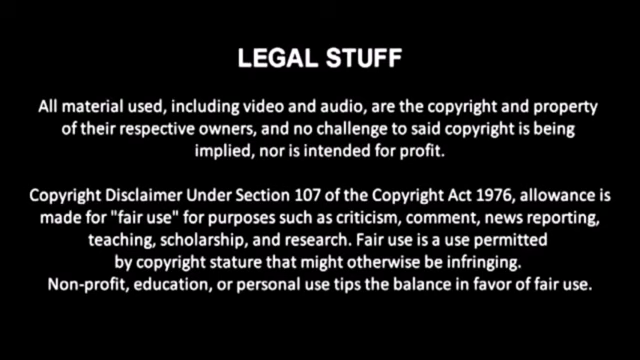 LEGAL STUFF
All material used, including video and audio, are the copyright and property
of their respective owners, and no challenge to said copyright is being
implied, nor is intended for profit.
Copyright Disclaimer Under Section 107 of the Copyright Act 1976, allowance is
made for "fair use" for purposes such as criticism, comment, news reporting,
teaching, scholarship, and research. Fair use is a use permitted
by copyright stature that might otherwise be infringing.
Non-profit, education, or personal use tips the balance in favor of fair use.